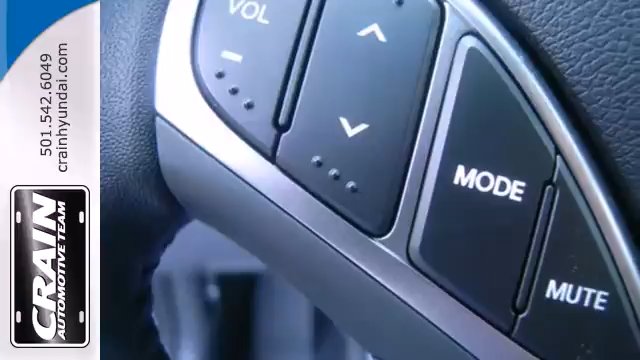 501.542.6049
crainhyundai.com
CRAIN
AUTOMOTIVE TEAM
VOL
MODE
MUTE